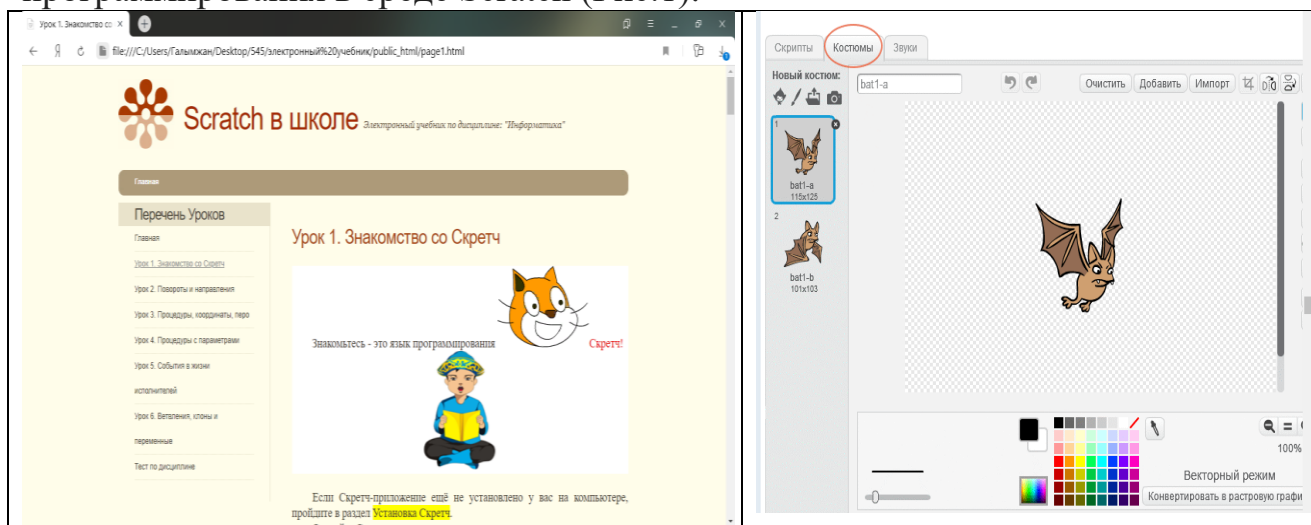 Урок 1. Знакомство со
file:///C:/Users/Галымжан/Desktop/545/электронный%20учебник/public_html/page1.html
Scratch в школе Электронный учебник по дисциплине: "Информатика"
Главная
Перечень Уроков
Главная
Урок 1. Знакомство со Скретч
Урок 2. Повороты и направления
Урок 3. Процедуры, координаты, перо
Урок 4. Процедуры с параметрами
Урок 5. События в жизни
исполнителей
Урок 6. Ветвления, клоны и
переменные
Тест по дисциплине
Урок 1. Знакомство со Скретч
Знакомьтесь - это язык программирования Скретч!
Если Скретч-приложение ещё не установлено у вас на компьютере,
пройдите в раздел Установка Скретч.
Скрипты Костюмы Звуки
Новый костюм:
bat1-a
Очистить Добавить Импорт
1
bat1-a
115x125
2
bat1-b
101x103
100%
Векторный режим
Конвертировать в растровую графи